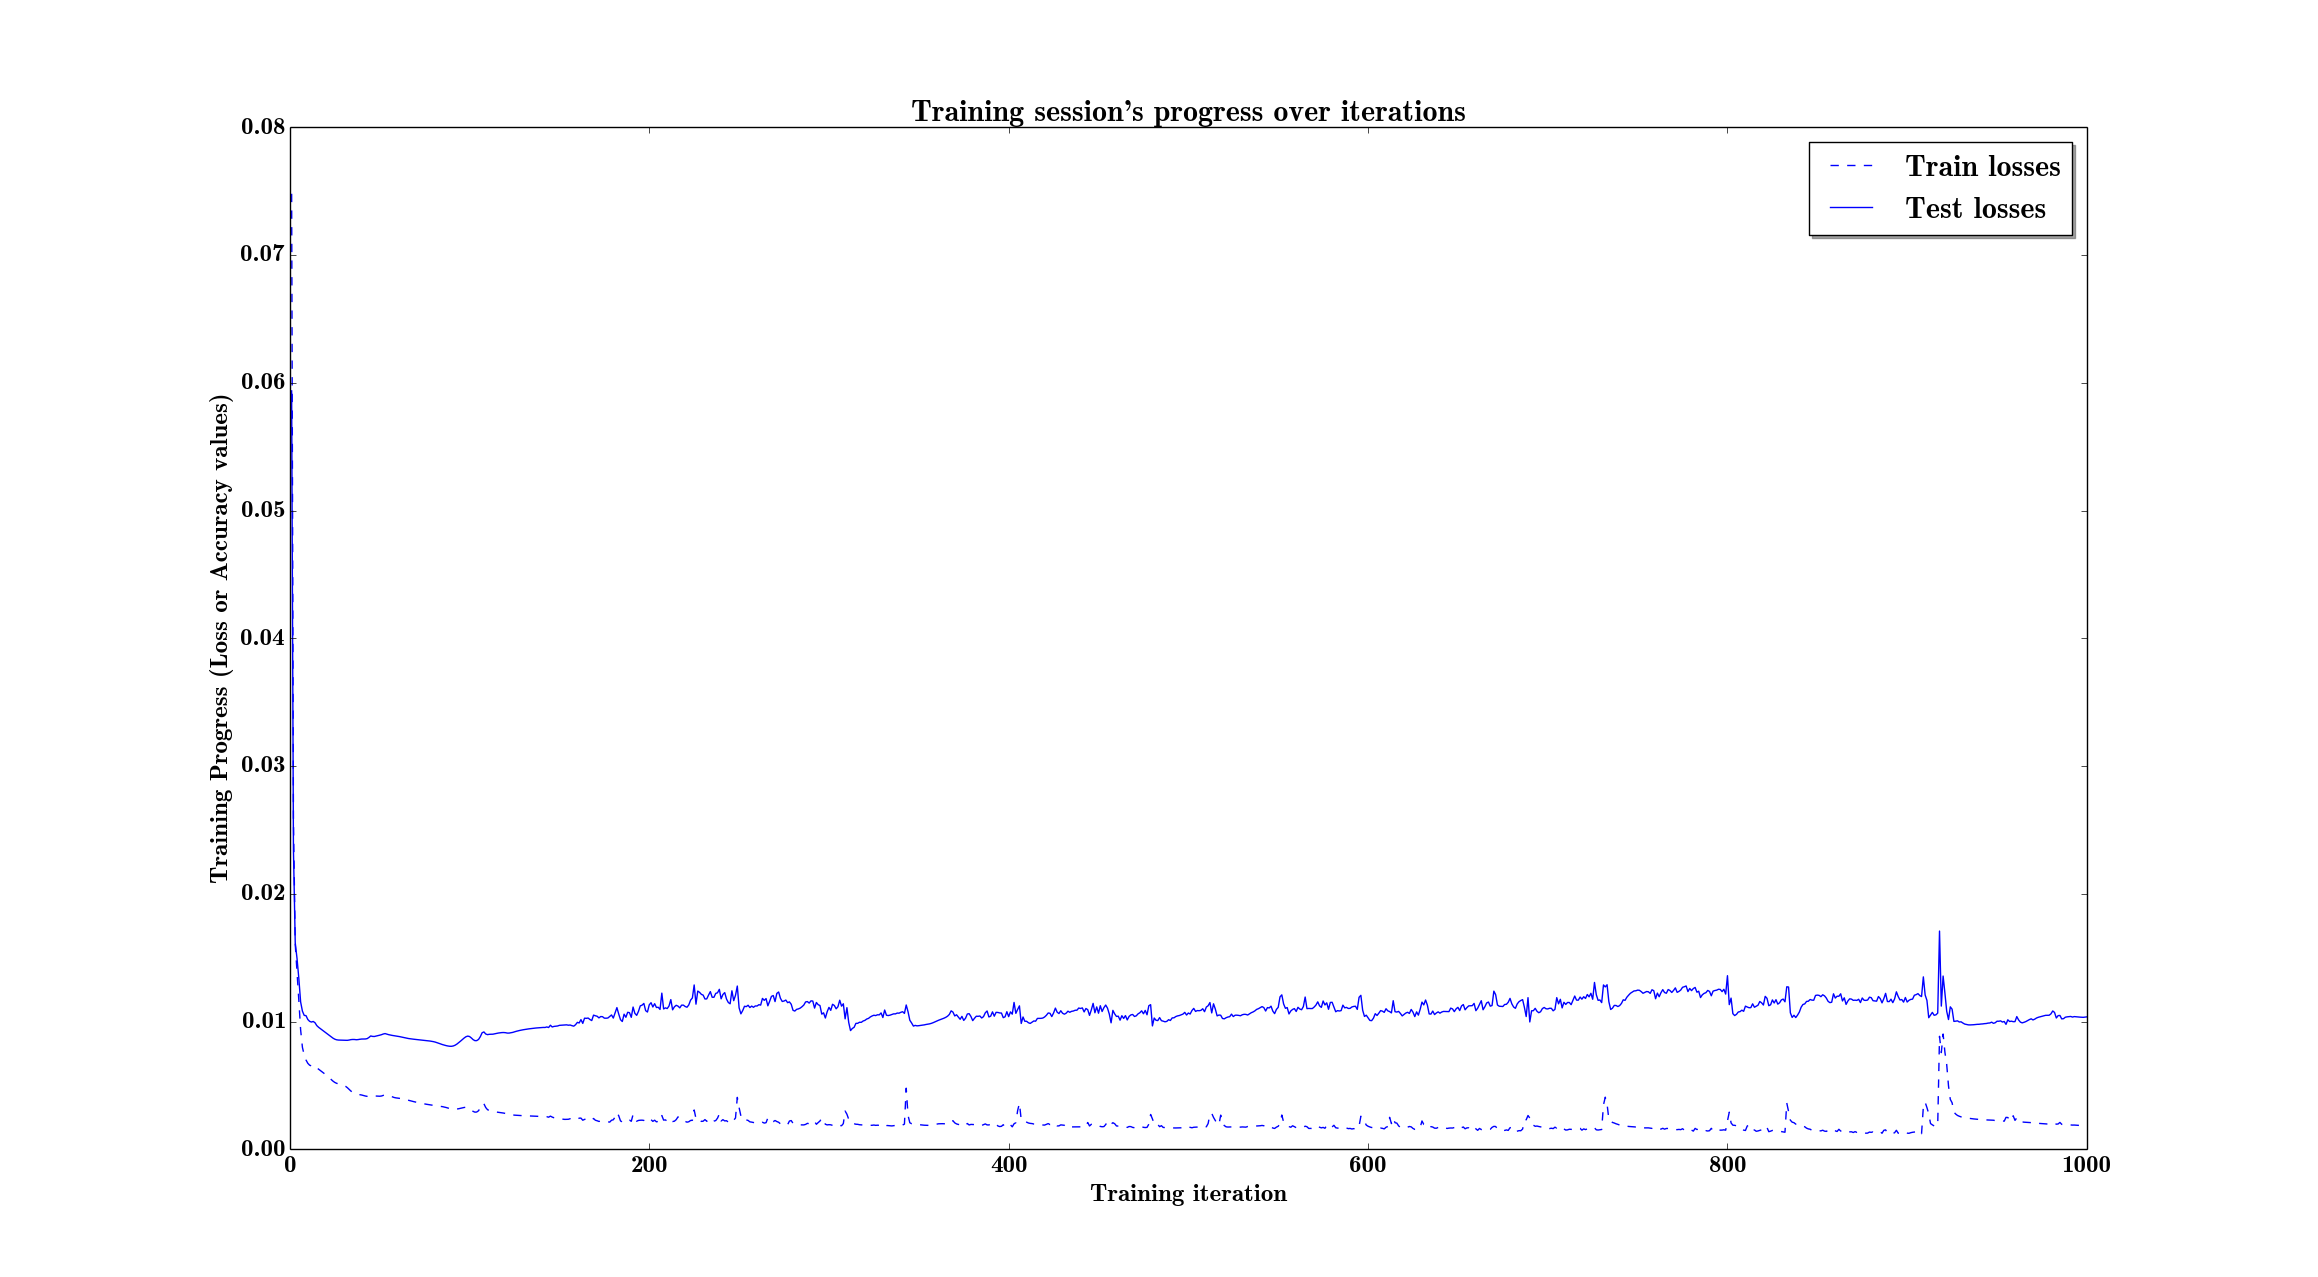 Training session's progress over iterations
0.08
0.07
0.06
0.05
0.04
0.03
0.02
0.01
0.00
Training Progress (Loss or Accuracy values)
Train losses
Test losses
0 200 400 600 800 1000
Training iteration